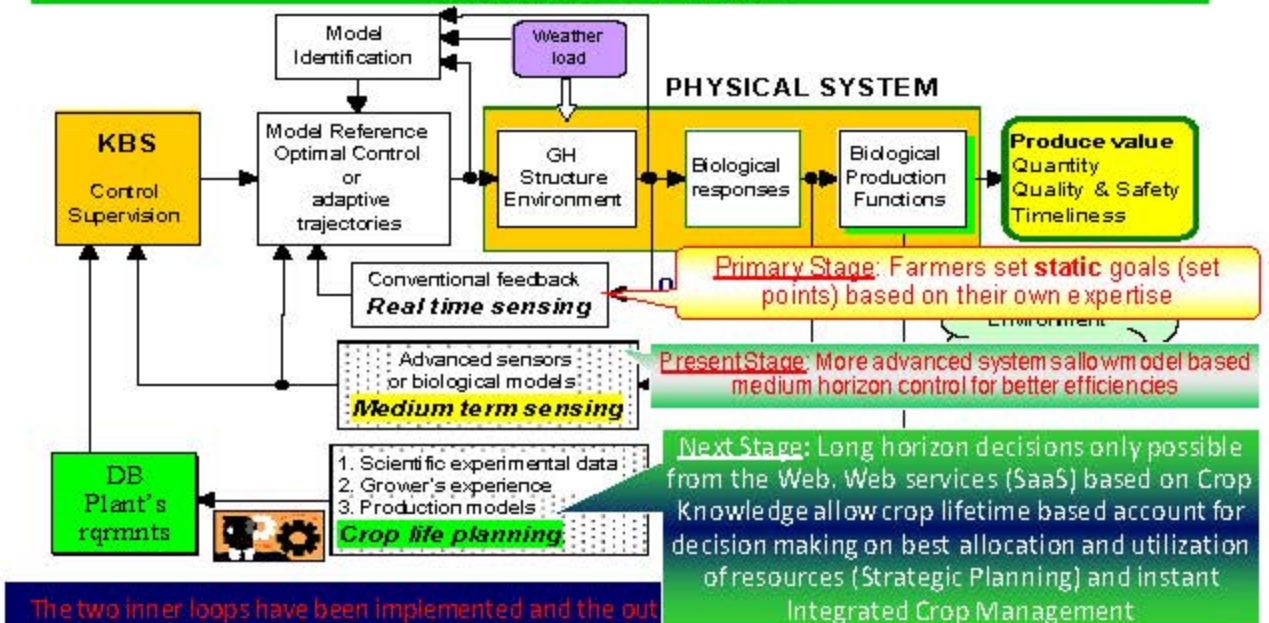 Model
Identification
Weather
load
PHYSICAL SYSTEM
KBS
Control
Supervision
Model Reference
Optimal Control
or
adaptive
trajectories
GH
Structure
Environment
Biological
responses
Biological
Production
Functions
Produce value
Quantity
Quality & Safety
Timeliness
Conventional feedback
Real time sensing
Primary Stage: Farmers set static goals (set
points) based on their own expertise
Environment
Advanced sensors
or biological models
Medium term sensing
Present Stage: More advanced system sallowmodel based
medium horizon control for better efficiencies
DB
Plant's
rqrmnts
1. Scientific experimental data
2. Grower's experience
3. Production models
Crop life planning
Next Stage: Long horizon decisions only possible
from the Web. Web services (SaaS) based on Crop
Knowledge allow crop lifetime based account for
decision making on best allocation and utilization
of resources (Strategic Planning) and instant
Integrated Crop Management
The two inner loops have been implemented and the out